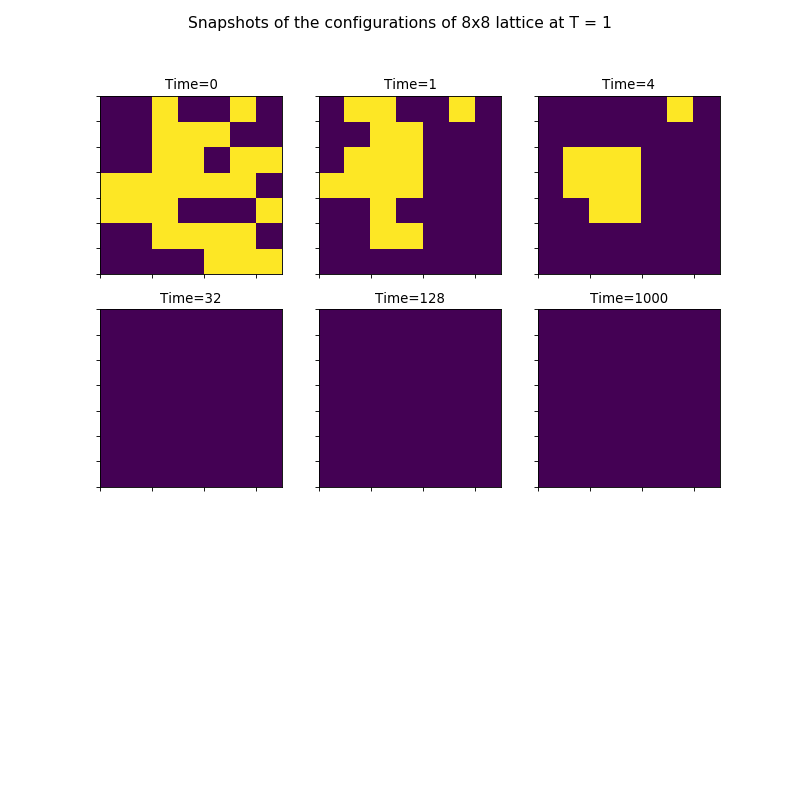 Snapshots of the configurations of 8x8 lattice at T = 1
Time=0
Time=1
Time=4
Time=32
Time=128
Time=1000